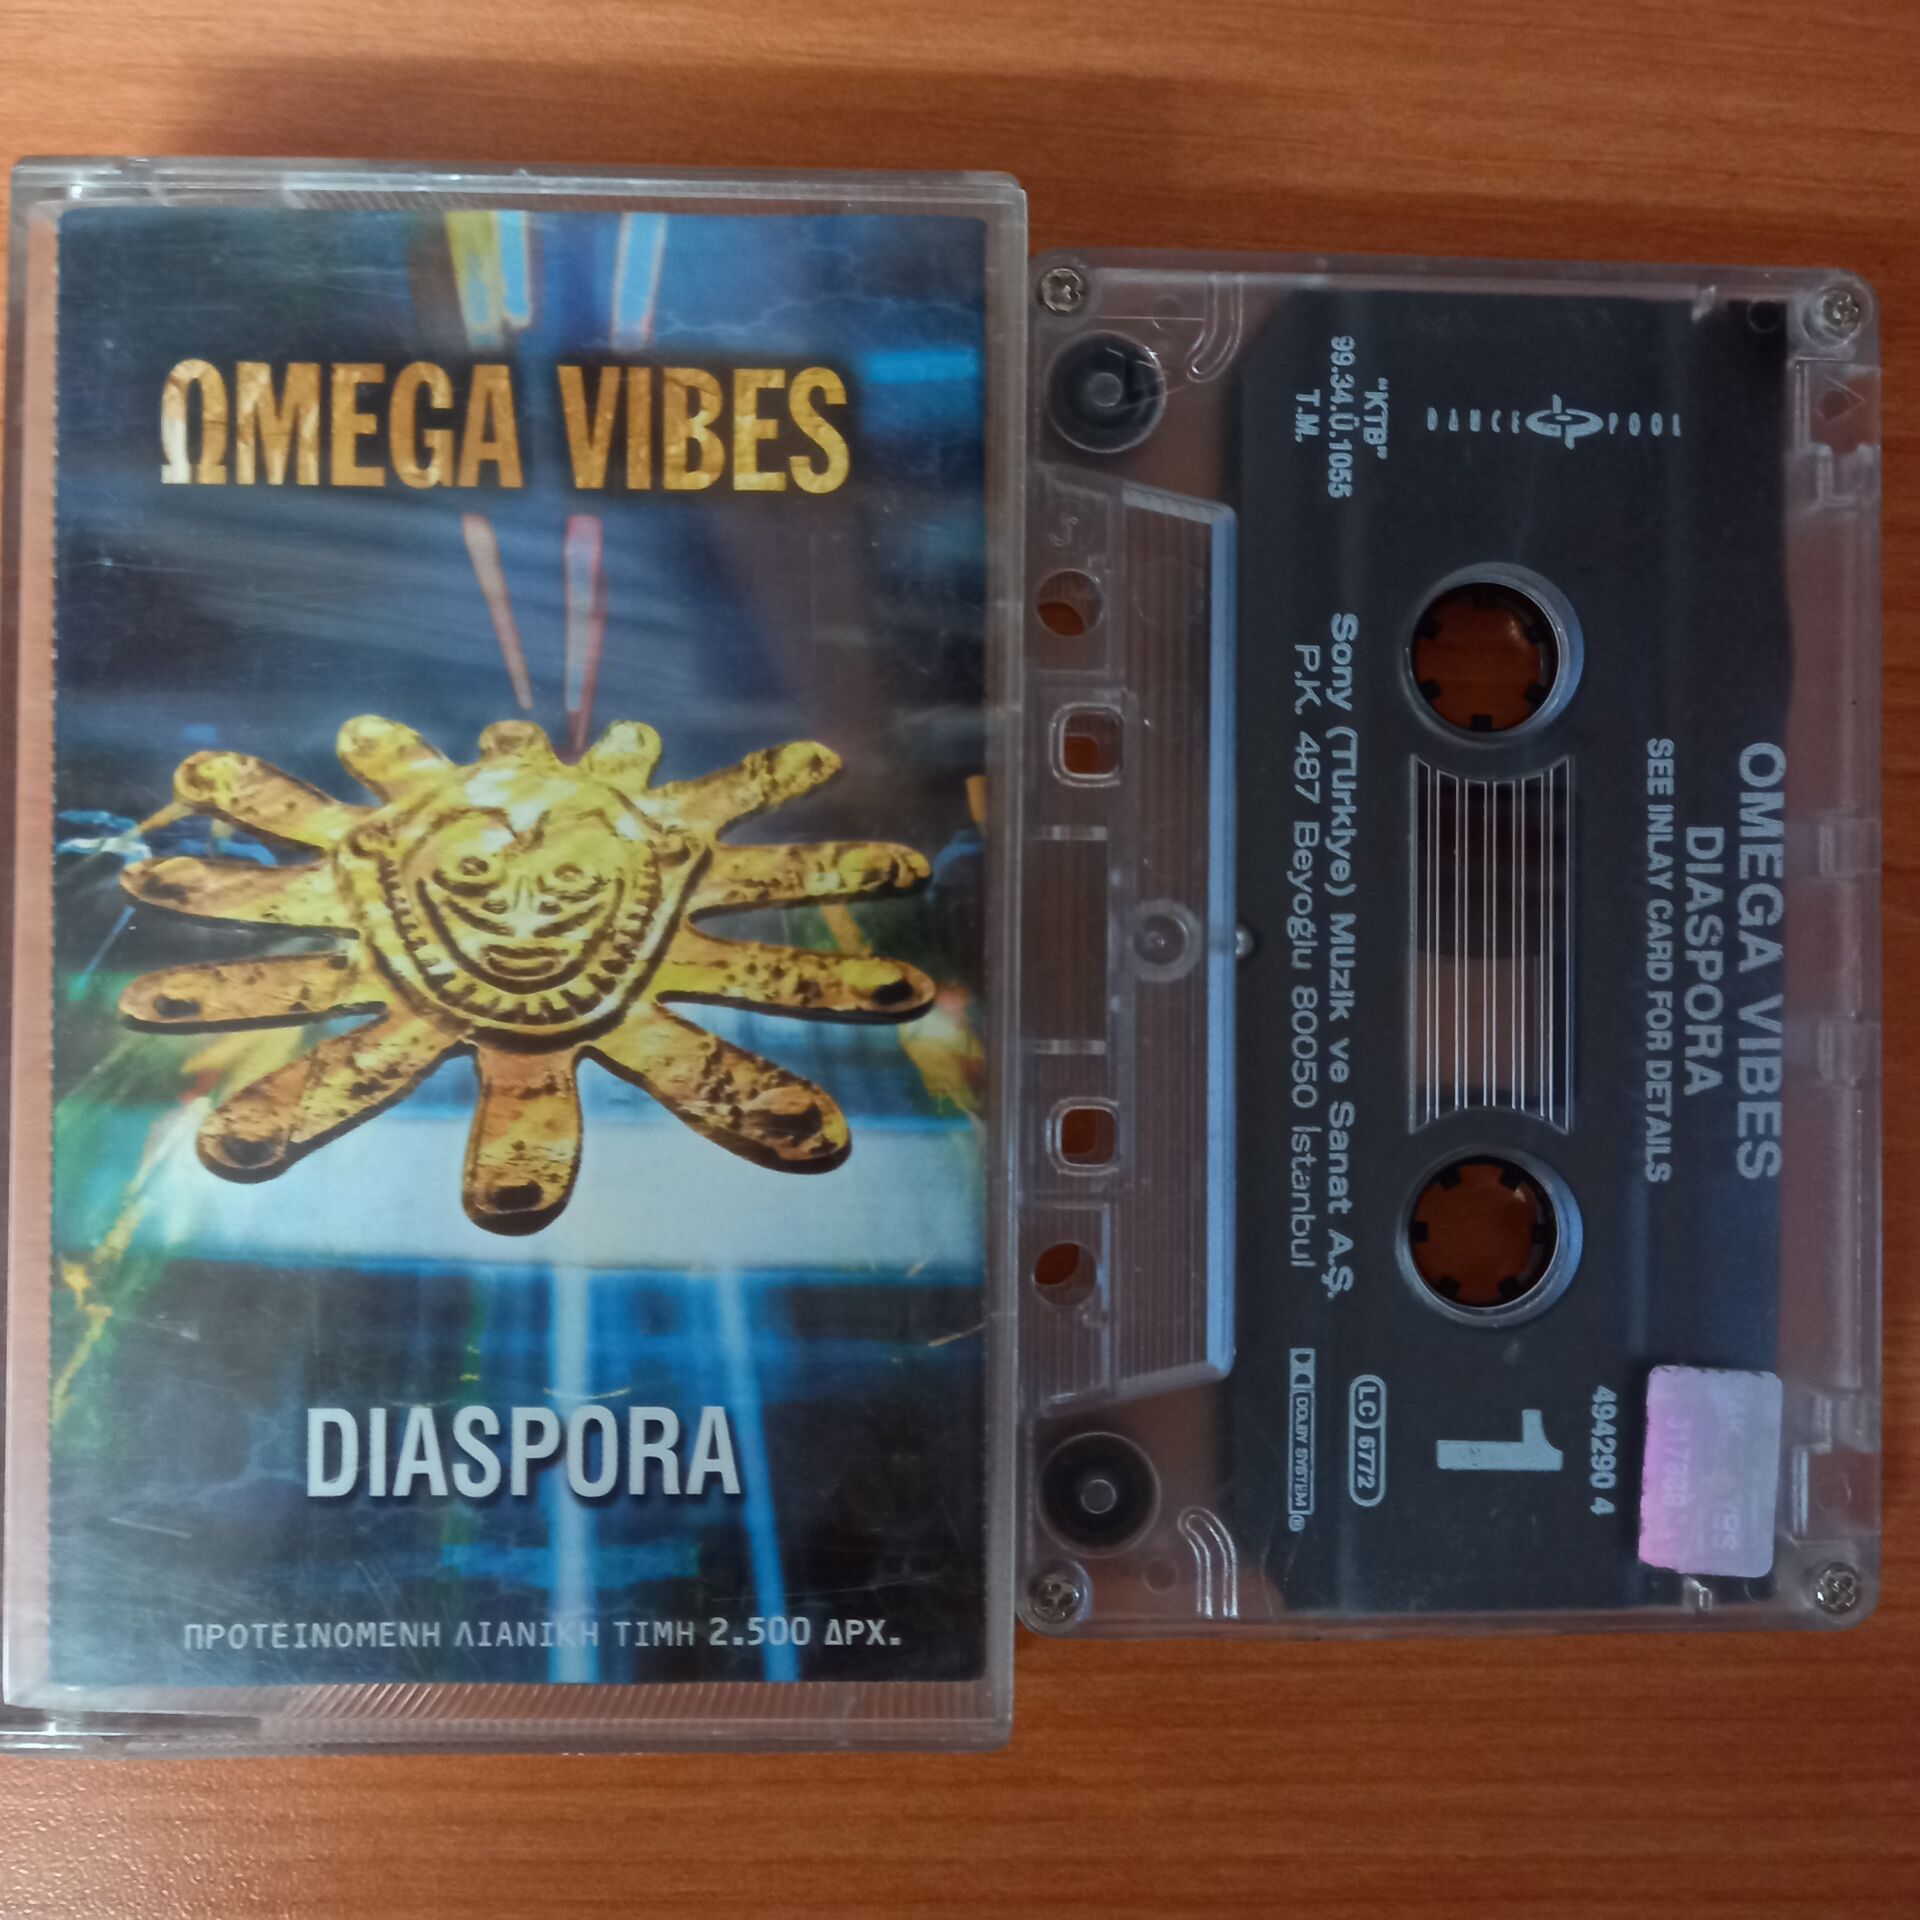 ΩMEGA VIBES
DIASPORA
ΠΡΟΤΕΙΝΟΜΕΝΗ ΛΙΑΝΙΚΗ ΤΙΜΗ 2.500 ΔΡΧ.
OMEGA VIBES
DIASPORA
SEE INLAY CARD FOR DETAILS
DANCE POOL
494290 4
1
"KTB"
99.34.Ü.1055
T.M.
Sony (Türkiye) Müzik ve Sanat A.Ş.
P.K. 487 Beyoğlu 80050 İstanbul
LC 6772
DOLBY SYSTEM ®